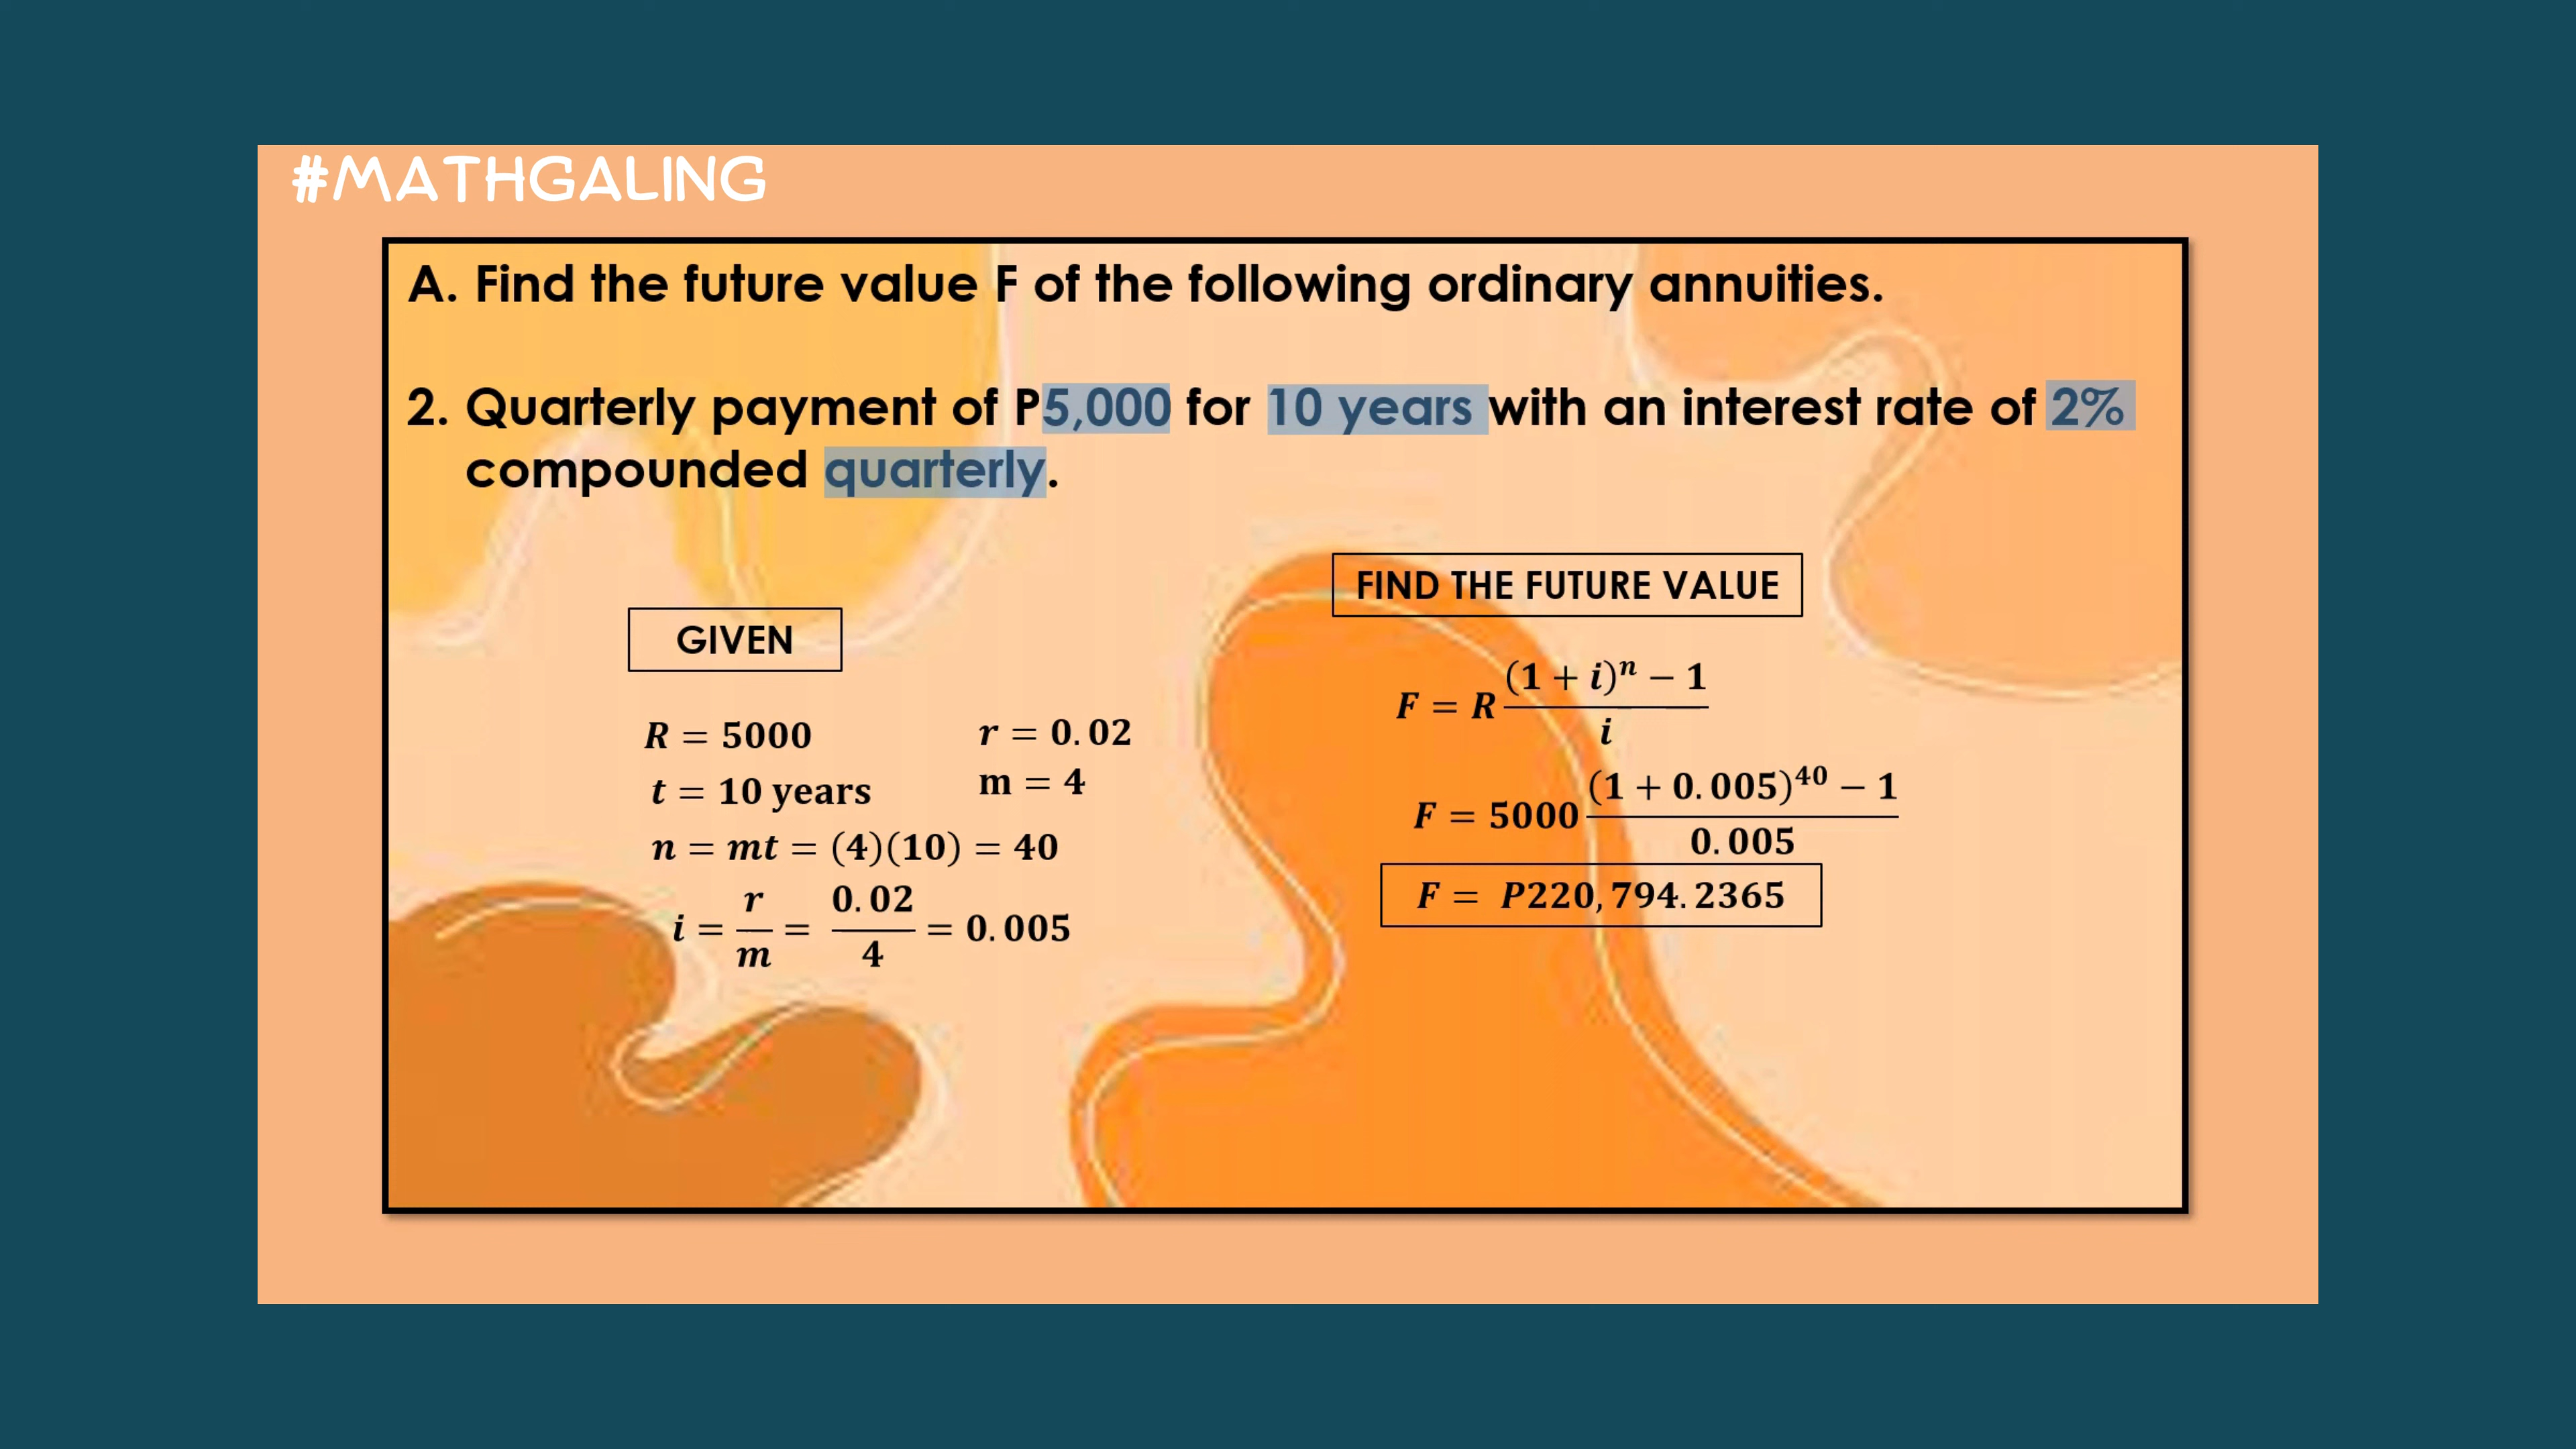 #MATHGALING
A. Find the future value F of the following ordinary annuities.
2. Quarterly payment of P5,000 for 10 years with an interest rate of 2%
compounded quarterly.
GIVEN
R = 5000
r = 0.02
t = 10 years
m = 4
n = mt = (4)(10) = 40
i = r/m = 0.02/4 = 0.005
FIND THE FUTURE VALUE
F = R ((1 + i)^n − 1)/i
F = 5000 ((1 + 0.005)^40 − 1)/0.005
F = P220,794.2365